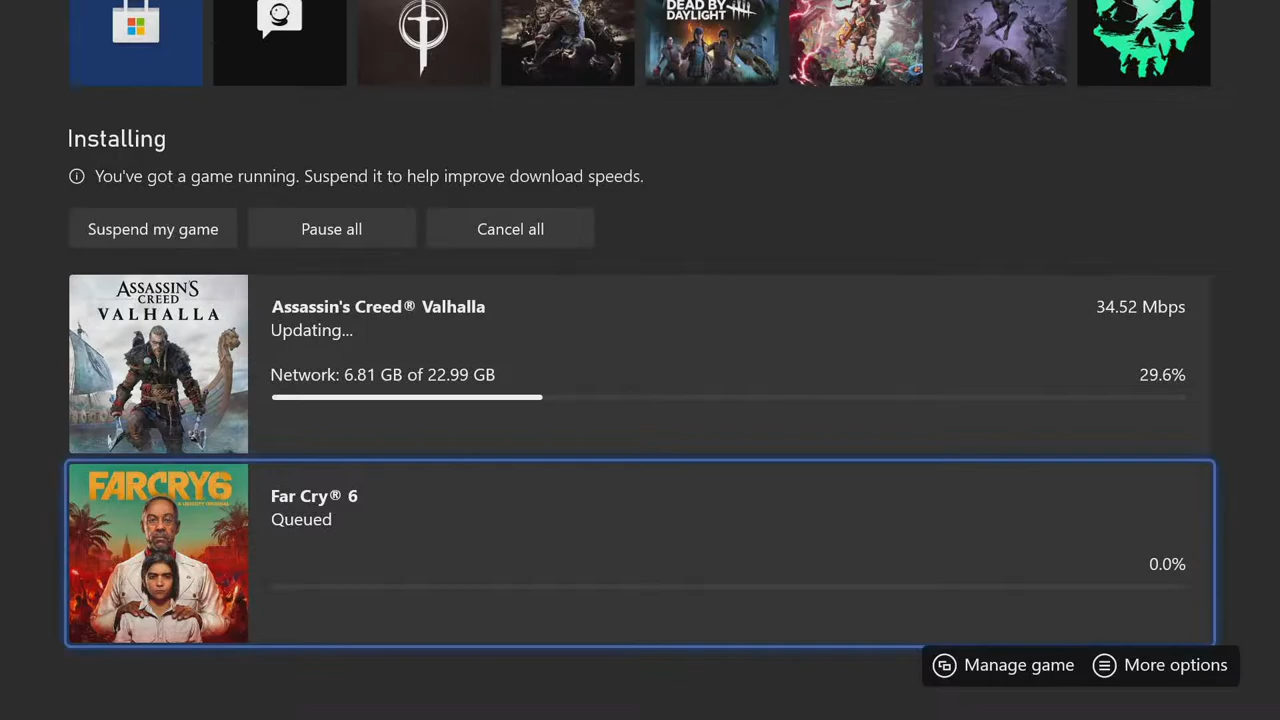 DEAD BY
DAYLIGHT
Installing
You've got a game running. Suspend it to help improve download speeds.
Suspend my game
Pause all
Cancel all
ASSASSIN'S
CREED
VALHALLA
Assassin's Creed® Valhalla
34.52 Mbps
Updating...
Network: 6.81 GB of 22.99 GB
29.6%
FARCRY6
Far Cry® 6
Queued
0.0%
Manage game
More options